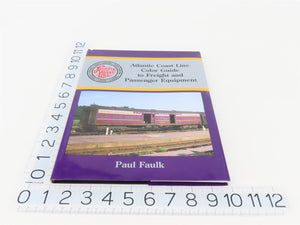 Atlantic Coast Line
Color Guide
to Freight and
Passenger Equipment
Paul Faulk
0 1 2 3 4 5 6 7 8 9 10 11 12
0 1 2 3 4 5 6 7 8 9 10 11 12